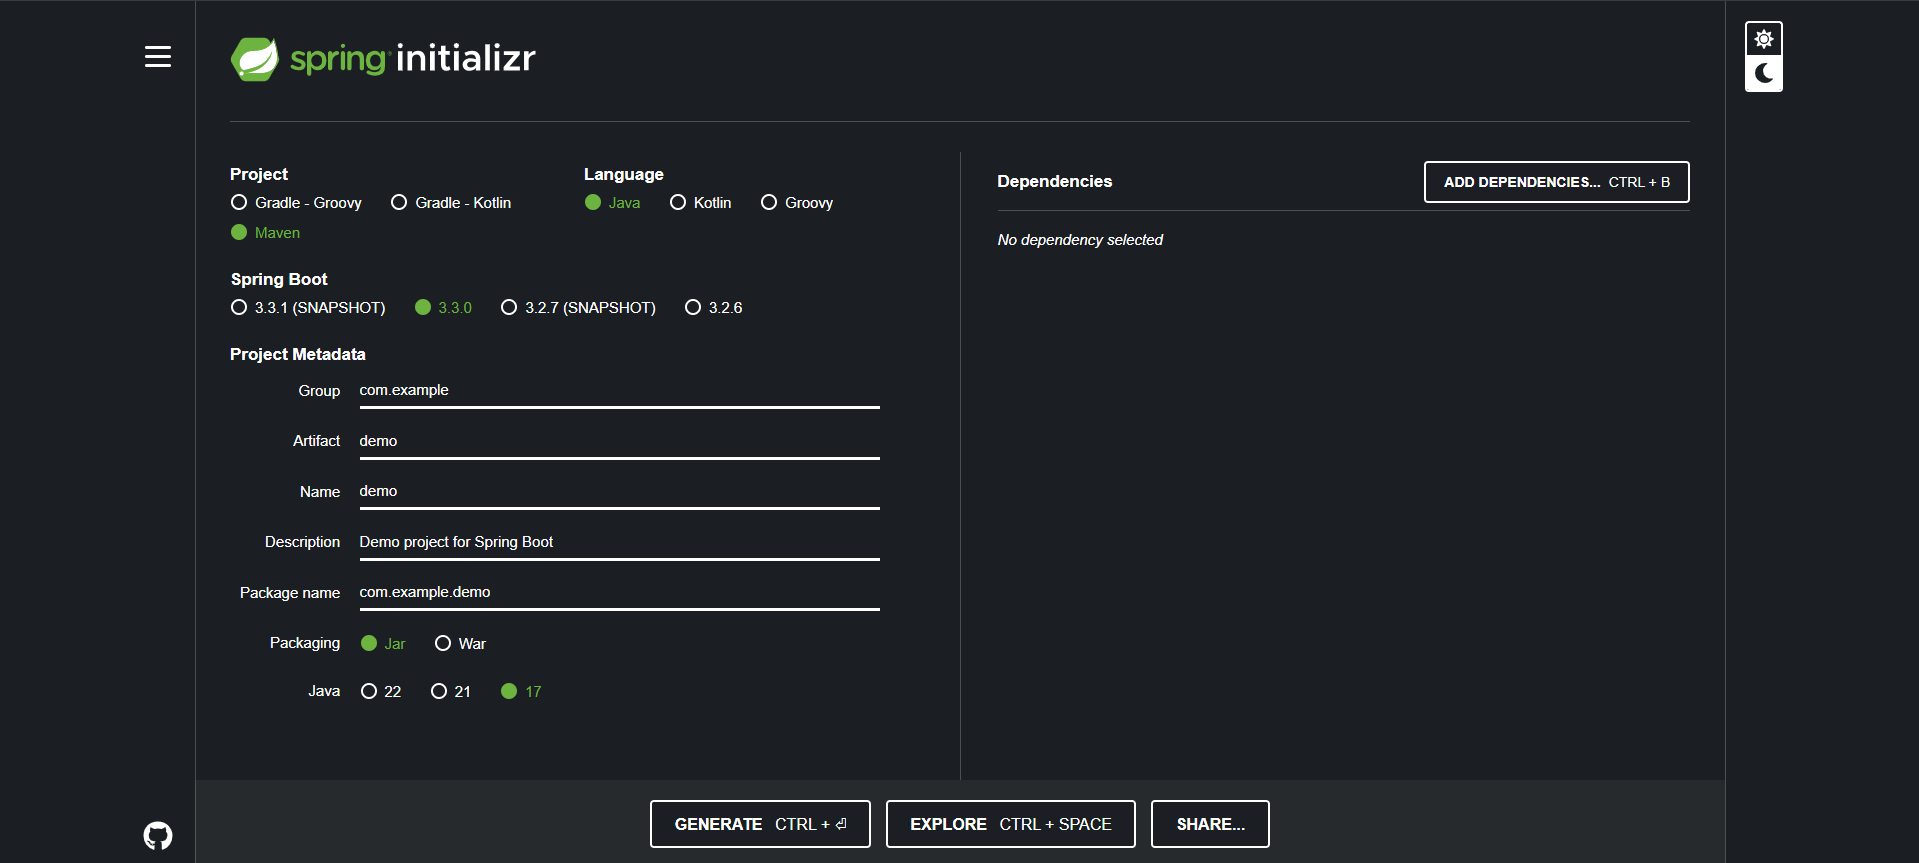 spring initializr
Project
Gradle - Groovy Gradle - Kotlin
Maven
Language
Java Kotlin Groovy
Spring Boot
3.3.1 (SNAPSHOT) 3.3.0 3.2.7 (SNAPSHOT) 3.2.6
Project Metadata
Group com.example
Artifact demo
Name demo
Description Demo project for Spring Boot
Package name com.example.demo
Packaging Jar War
Java 22 21 17
Dependencies
ADD DEPENDENCIES... CTRL + B
No dependency selected
GENERATE CTRL + ⏎
EXPLORE CTRL + SPACE
SHARE...